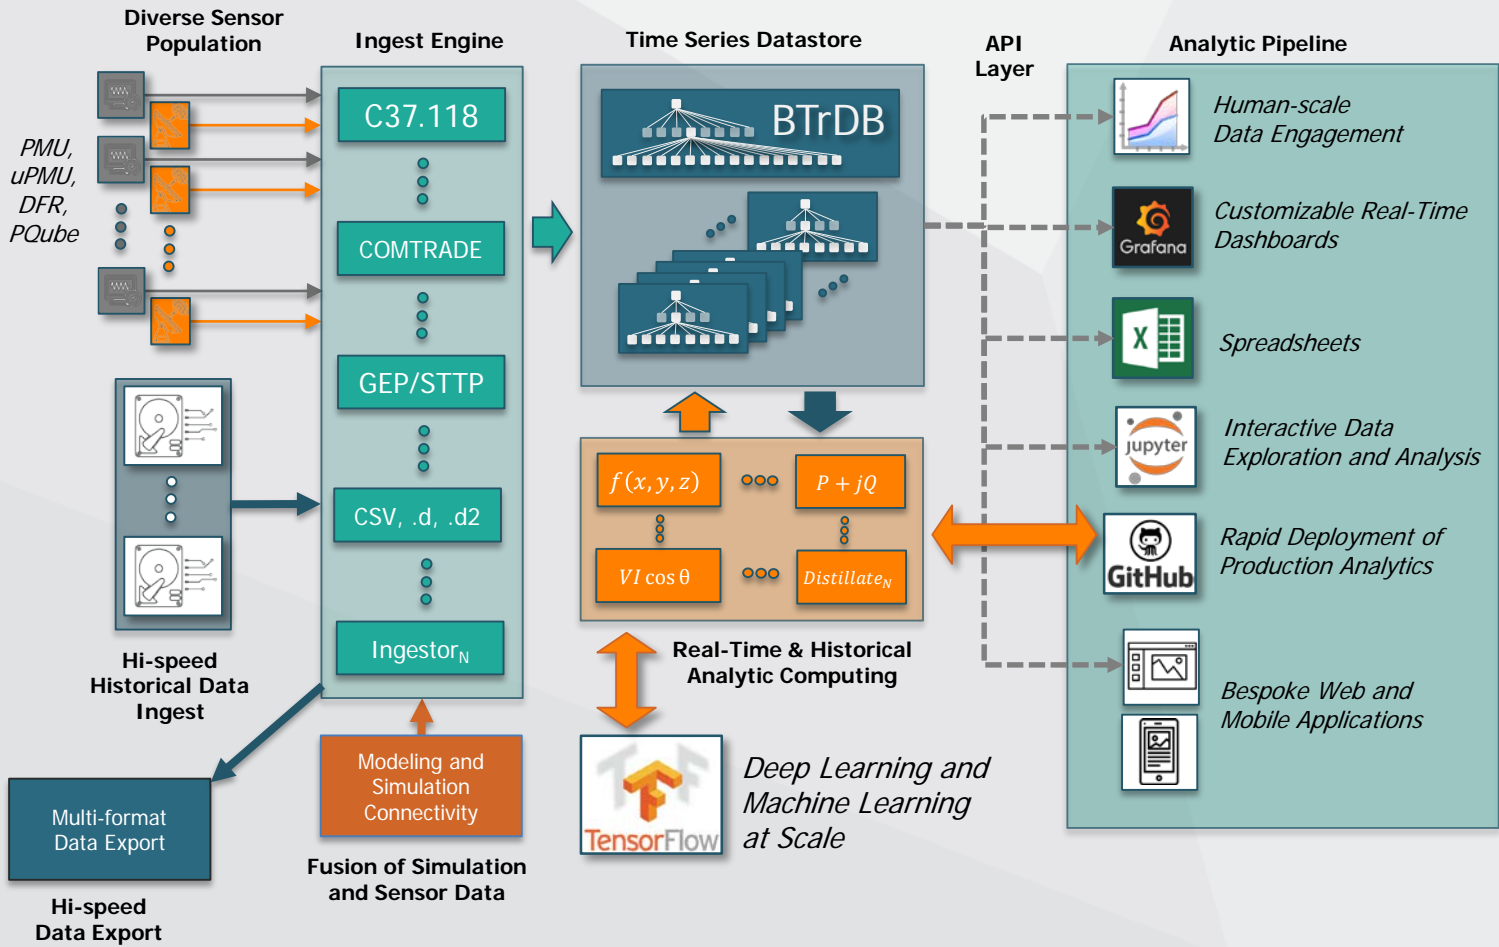 Diverse Sensor
Population
Ingest Engine
Time Series Datastore
API
Layer
Analytic Pipeline
PMU,
uPMU,
DFR,
PQube
C37.118
COMTRADE
GEP/STTP
CSV, .d, .d2
Ingestor_N
BTrDB
f(x, y, z)
P + jQ
VI cos θ
Distillate_N
Real-Time & Historical
Analytic Computing
Human-scale
Data Engagement
Grafana
Customizable Real-Time
Dashboards
X
Spreadsheets
jupyter
Interactive Data
Exploration and Analysis
GitHub
Rapid Deployment of
Production Analytics
Bespoke Web and
Mobile Applications
Hi-speed
Historical Data
Ingest
Multi-format
Data Export
Hi-speed
Data Export
Modeling and
Simulation
Connectivity
Fusion of Simulation
and Sensor Data
TensorFlow
Deep Learning and
Machine Learning
at Scale